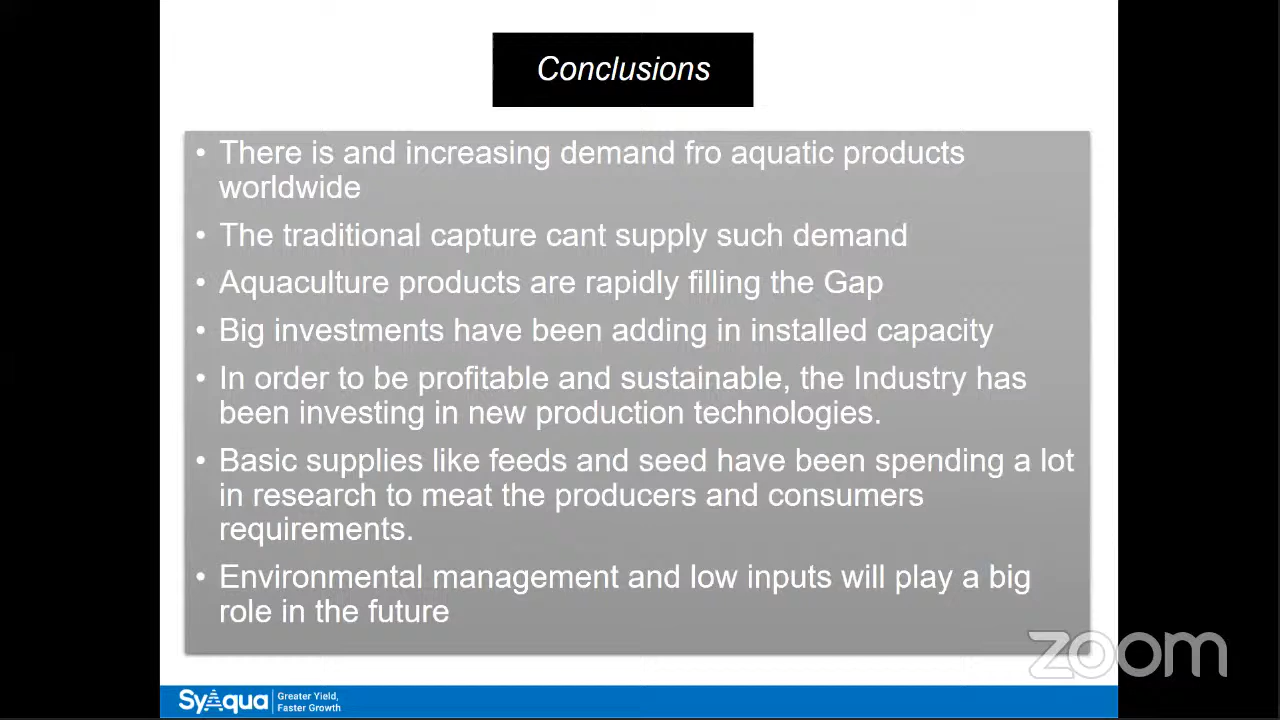 Conclusions
• There is and increasing demand fro aquatic products
worldwide
• The traditional capture cant supply such demand
• Aquaculture products are rapidly filling the Gap
• Big investments have been adding in installed capacity
• In order to be profitable and sustainable, the Industry has
been investing in new production technologies.
• Basic supplies like feeds and seed have been spending a lot
in research to meat the producers and consumers
requirements.
• Environmental management and low inputs will play a big
role in the future
zoom
SyAqua
Greater Yield,
Faster Growth